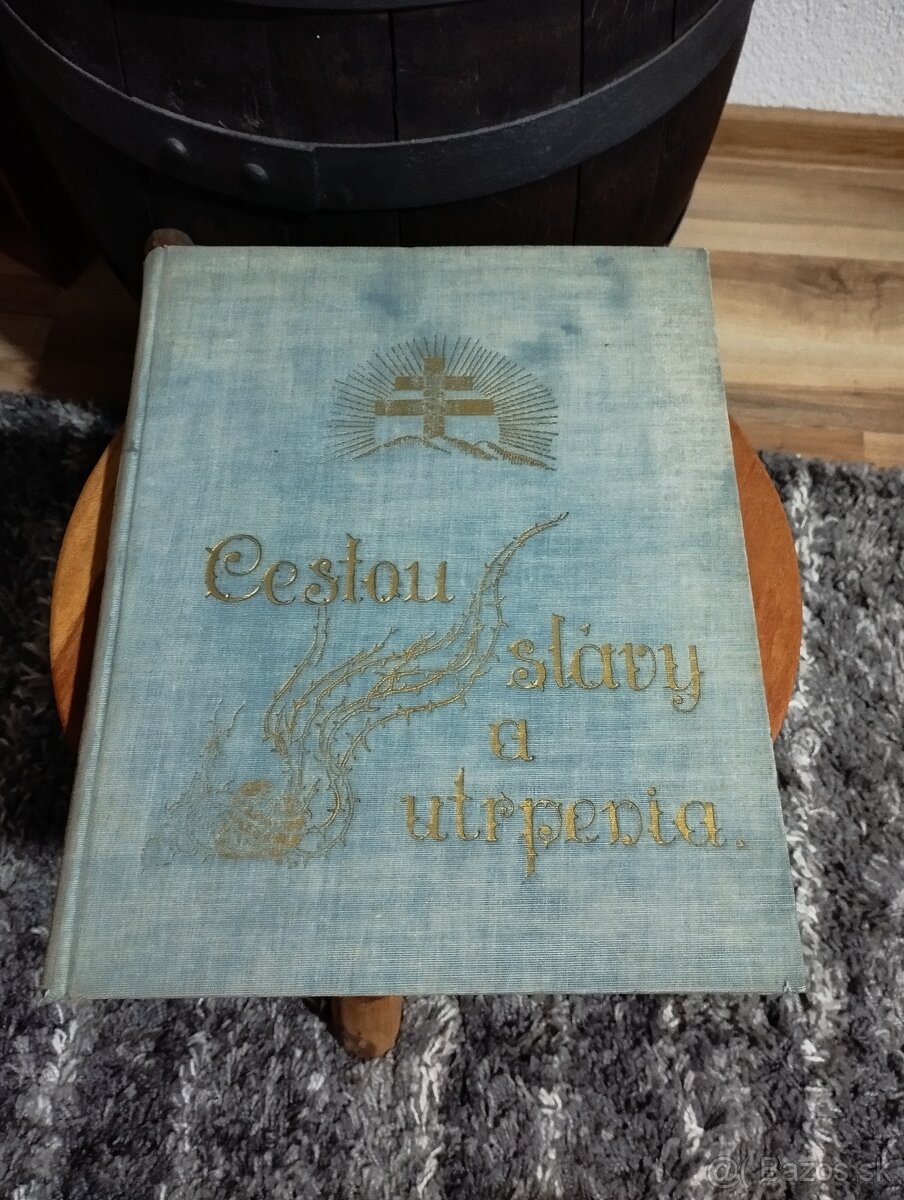 Cestou
slávy
a
utrpenia.
Bazos.sk